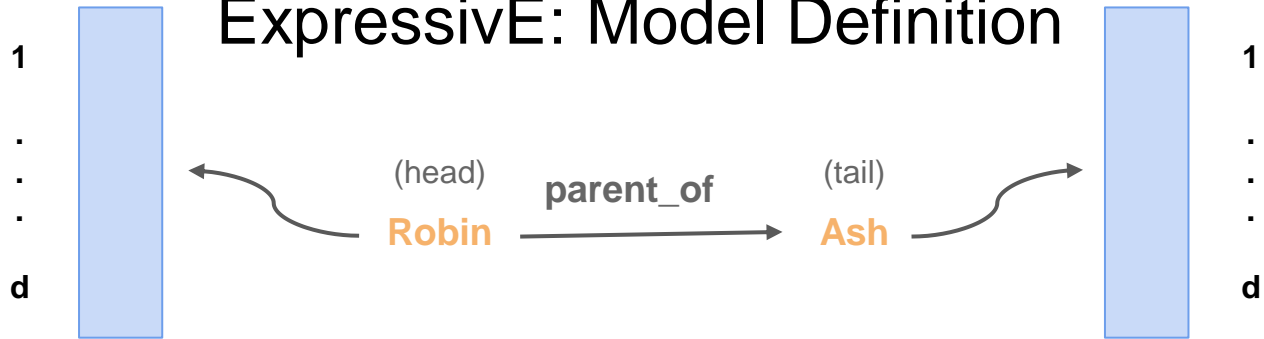 ExpressivE: Model Definition
1
.
.
.
d
(head)
parent_of
(tail)
Robin
Ash
1
.
.
.
d